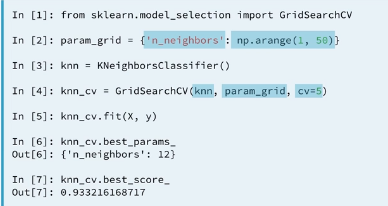 In [1]: from sklearn.model_selection import GridSearchCV
In [2]: param_grid = {'n_neighbors': np.arange(1, 50)}
In [3]: knn = KNeighborsClassifier()
In [4]: knn_cv = GridSearchCV(knn, param_grid, cv=5)
In [5]: knn_cv.fit(X, y)
In [6]: knn_cv.best_params_
Out[6]: {'n_neighbors': 12}
In [7]: knn_cv.best_score_
Out[7]: 0.933216168717